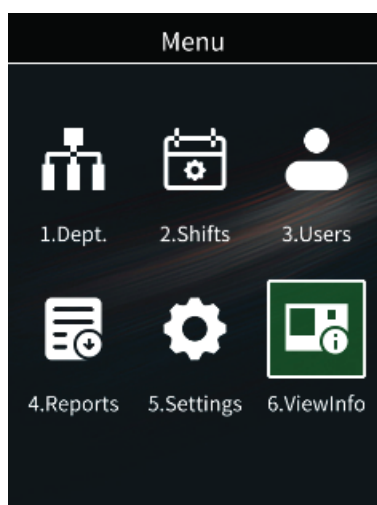 Menu
1.Dept.
2.Shifts
3.Users
4.Reports
5.Settings
6.ViewInfo